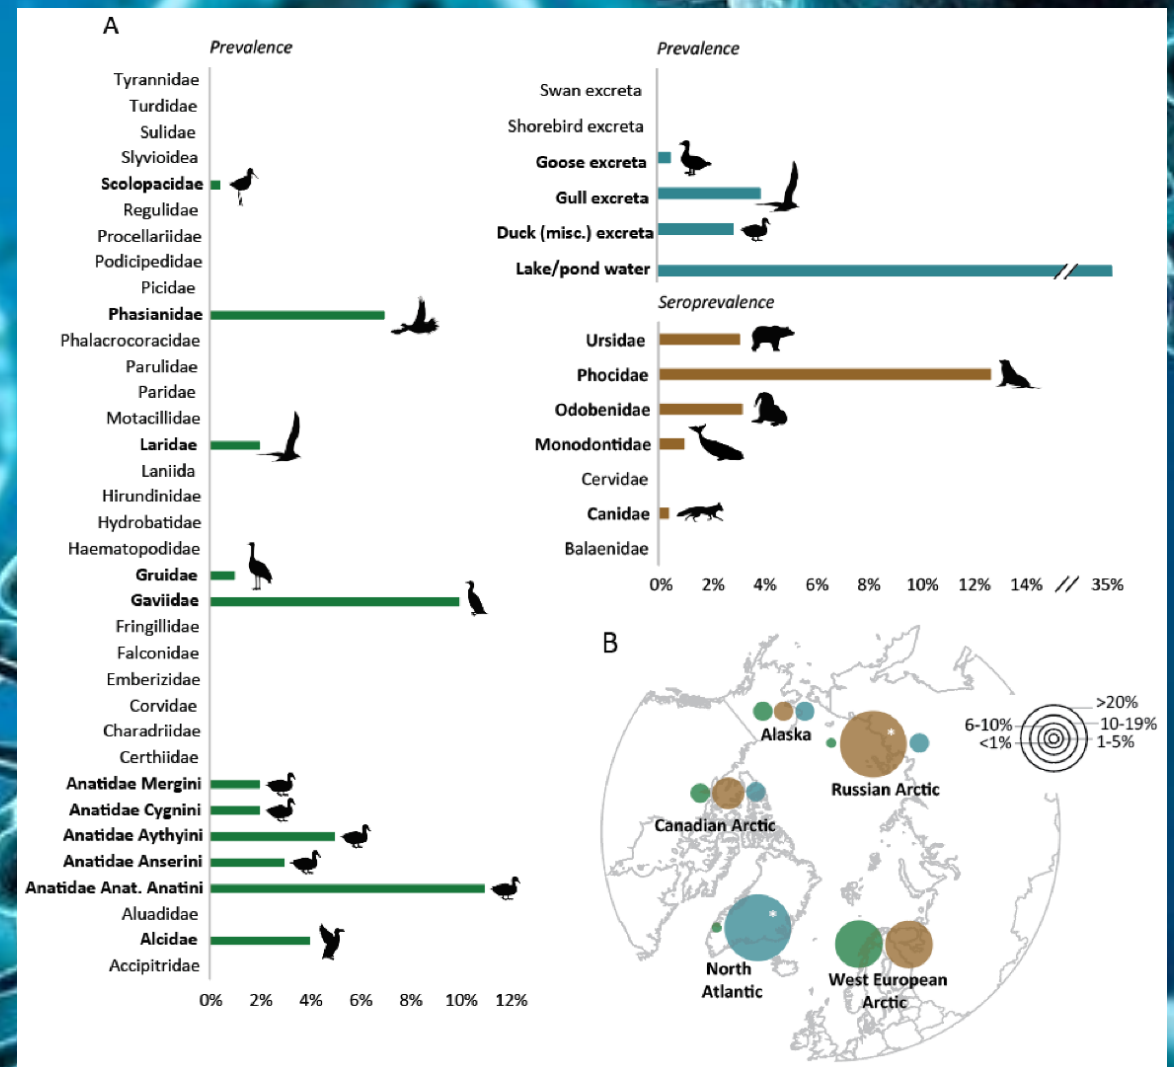 A
Prevalence
Tyrannidae
Turdidae
Sulidae
Slyvioidea
Scolopacidae
Regulidae
Procellariidae
Podicipedidae
Picidae
Phasianidae
Phalacrocoracidae
Parulidae
Paridae
Motacillidae
Laridae
Laniida
Hirundinidae
Hydrobatidae
Haematopodidae
Gruidae
Gaviidae
Fringillidae
Falconidae
Emberizidae
Corvidae
Charadriidae
Certhiidae
Anatidae Mergini
Anatidae Cygnini
Anatidae Aythyini
Anatidae Anserini
Anatidae Anat. Anatini
Aluadidae
Alcidae
Accipitridae
0% 2% 4% 6% 8% 10% 12%
Prevalence
Swan excreta
Shorebird excreta
Goose excreta
Gull excreta
Duck (misc.) excreta
Lake/pond water
Seroprevalence
Ursidae
Phocidae
Odobenidae
Monodontidae
Cervidae
Canidae
Balaenidae
0% 2% 4% 6% 8% 10% 12% 14% // 35%
B
Alaska
*
Russian Arctic
Canadian Arctic
*
North
Atlantic
West European
Arctic
>20%
6-10% 10-19%
<1% 1-5%